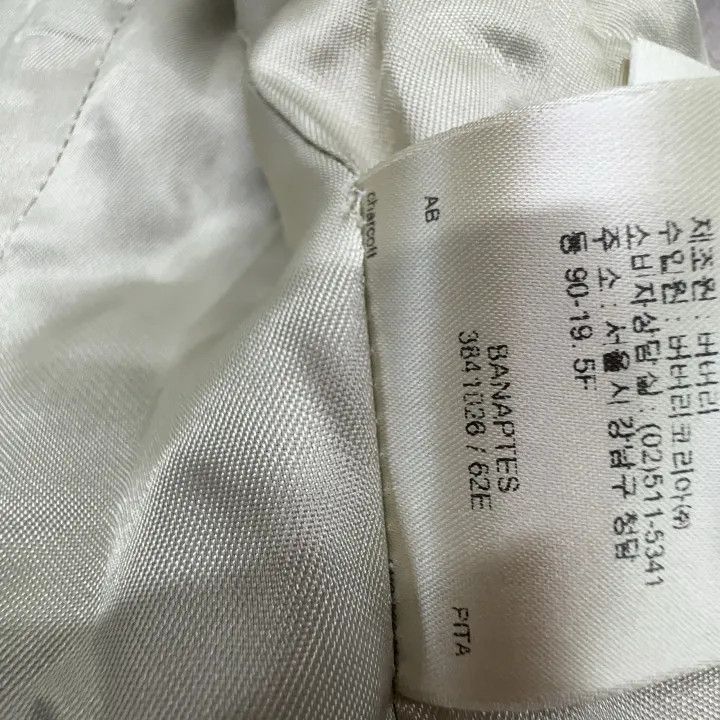 제조원 : 버버리
수입원 : 버버리코리아(주)
소비자상담실 : (02)511-5341
주 소 : 서울시 강남구 청담
동 90-19, 5F
BANAPTES
3841026 / 62E
AB
PITA
charcott